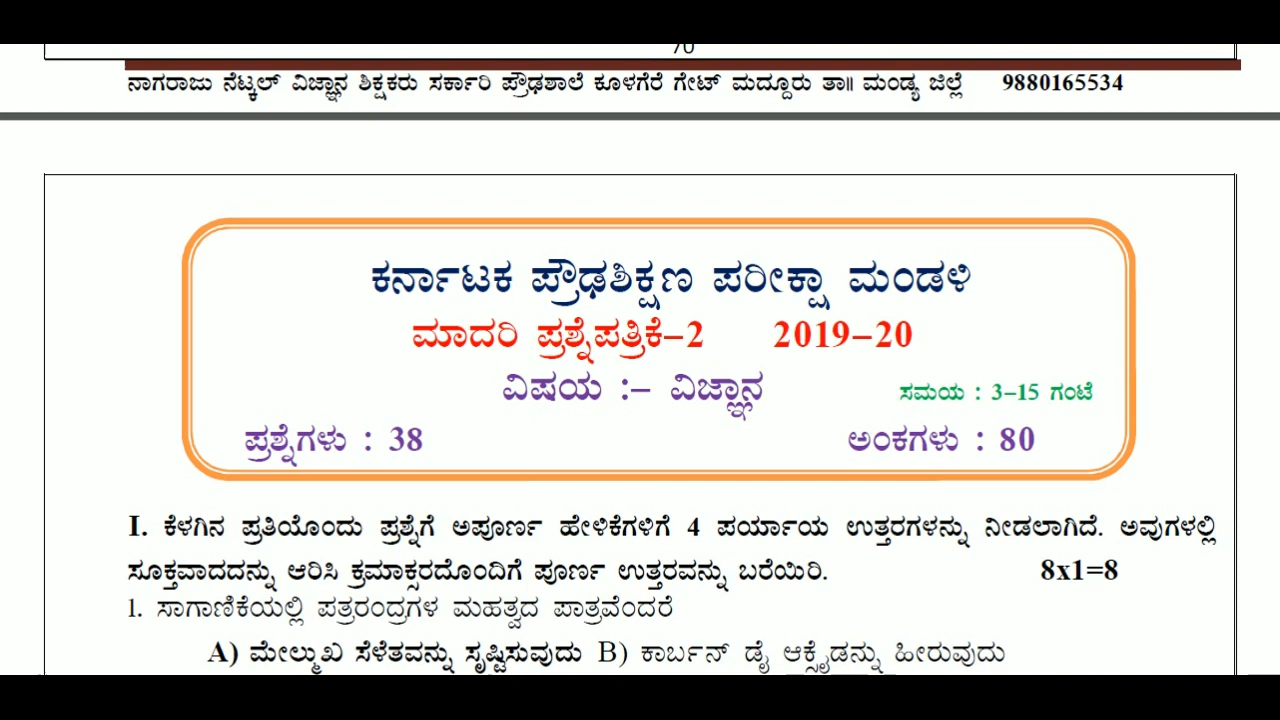 70
ನಾಗರಾಜು ನೆಟ್ಕಲ್ ವಿಜ್ಞಾನ ಶಿಕ್ಷಕರು ಸರ್ಕಾರಿ ಪ್ರೌಢಶಾಲೆ ಕೂಳಗೆರೆ ಗೇಟ್ ಮದ್ದೂರು ತಾ॥ ಮಂಡ್ಯ ಜಿಲ್ಲೆ 9880165534
ಕರ್ನಾಟಕ ಪ್ರೌಢಶಿಕ್ಷಣ ಪರೀಕ್ಷಾ ಮಂಡಳಿ
ಮಾದರಿ ಪ್ರಶ್ನೆಪತ್ರಿಕೆ-2 2019-20
ವಿಷಯ :- ವಿಜ್ಞಾನ ಸಮಯ : 3-15 ಗಂಟೆ
ಪ್ರಶ್ನೆಗಳು : 38 ಅಂಕಗಳು : 80
I. ಕೆಳಗಿನ ಪ್ರತಿಯೊಂದು ಪ್ರಶ್ನೆಗೆ ಅಪೂರ್ಣ ಹೇಳಿಕೆಗಳಿಗೆ 4 ಪರ್ಯಾಯ ಉತ್ತರಗಳನ್ನು ನೀಡಲಾಗಿದೆ. ಅವುಗಳಲ್ಲಿ
ಸೂಕ್ತವಾದದನ್ನು ಆರಿಸಿ ಕ್ರಮಾಕ್ಸರದೊಂದಿಗೆ ಪೂರ್ಣ ಉತ್ತರವನ್ನು ಬರೆಯಿರಿ. 8x1=8
1. ಸಾಗಾಣಿಕೆಯಲ್ಲಿ ಪತ್ರರಂದ್ರಗಳ ಮಹತ್ವದ ಪಾತ್ರವೆಂದರೆ
A) ಮೇಲ್ಮುಖಿ ಸೆಳೆತವನ್ನು ಸೃಷ್ಟಿಸುವುದು B) ಕಾರ್ಬನ್ ಡೈ ಆಕ್ಸೈಡನ್ನು ಹೀರುವುದು